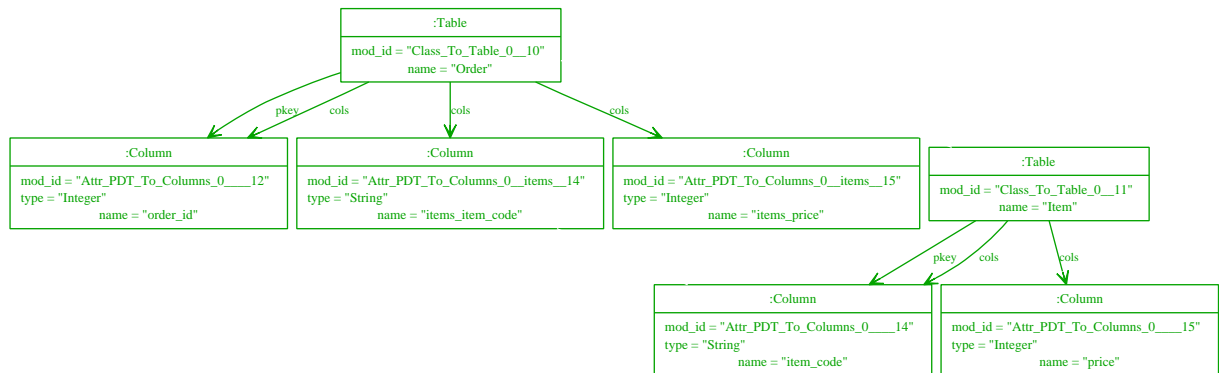 :Table
mod_id = "Class_To_Table_0__10"
name = "Order"
pkey
cols
cols
cols
:Column
mod_id = "Attr_PDT_To_Columns_0____12"
type = "Integer"
name = "order_id"
:Column
mod_id = "Attr_PDT_To_Columns_0__items__14"
type = "String"
name = "items_item_code"
:Column
mod_id = "Attr_PDT_To_Columns_0__items__15"
type = "Integer"
name = "items_price"
:Table
mod_id = "Class_To_Table_0__11"
name = "Item"
pkey
cols
cols
:Column
mod_id = "Attr_PDT_To_Columns_0____14"
type = "String"
name = "item_code"
:Column
mod_id = "Attr_PDT_To_Columns_0____15"
type = "Integer"
name = "price"